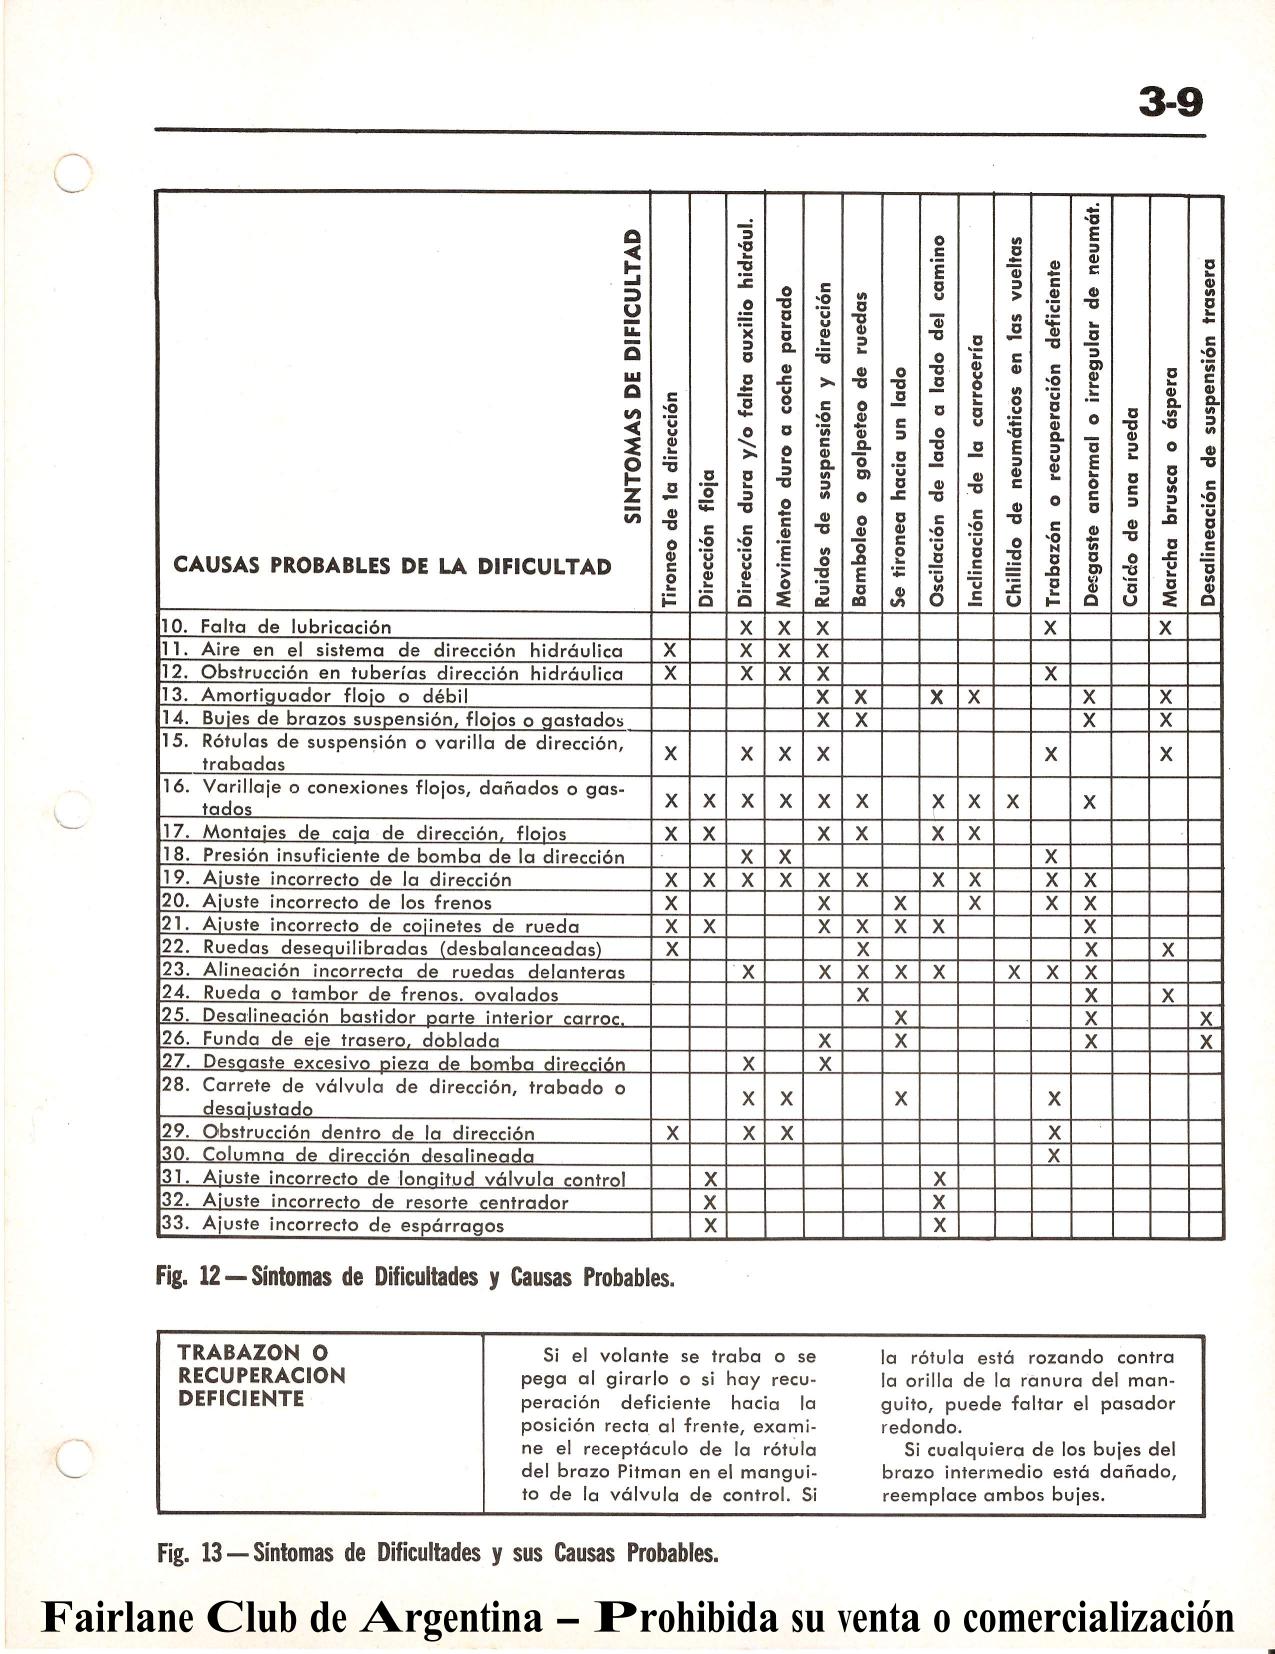 3-9
SINTOMAS DE DIFICULTAD
CAUSAS PROBABLES DE LA DIFICULTAD
Tironeo de la dirección
Dirección floja
Dirección dura y/o falta auxilio hidrául.
Movimiento duro a coche parado
Ruidos de suspensión y dirección
Bamboleo o golpeteo de ruedas
Se tironea hacia un lado
Oscilación de lado a lado del camino
Inclinación de la carrocería
Chillido de neumáticos en las vueltas
Trabazón o recuperación deficiente
Desgaste anormal o irregular de neumát.
Caído de una rueda
Marcha brusca o áspera
Desalineación de suspensión trasera
10. Falta de lubricación X X X X X
11. Aire en el sistema de dirección hidráulica X X X X
12. Obstrucción en tuberías dirección hidráulica X X X X X
13. Amortiguador flojo o débil X X X X X X
14. Bujes de brazos suspensión, flojos o gastados X X X X
15. Rótulas de suspensión o varilla de dirección,
trabadas X X X X X X
16. Varillaje o conexiones flojos, dañados o gas-
tados X X X X X X X X X X
17. Montajes de caja de dirección, flojos X X X X X X
18. Presión insuficiente de bomba de la dirección X X X
19. Ajuste incorrecto de la dirección X X X X X X X X X X
20. Ajuste incorrecto de los frenos X X X X X X
21. Ajuste incorrecto de cojinetes de rueda X X X X X X X
22. Ruedas desequilibradas (desbalanceadas) X X X X
23. Alineación incorrecta de ruedas delanteras X X X X X X X X
24. Rueda o tambor de frenos. ovalados X X X
25. Desalineación bastidor parte interior carroc. X X X
26. Funda de eje trasero, doblada X X X X
27. Desgaste excesivo pieza de bomba dirección X X
28. Carrete de válvula de dirección, trabado o
desajustado X X X X
29. Obstrucción dentro de la dirección X X X X
30. Columna de dirección desalineada X
31. Ajuste incorrecto de longitud válvula control X X
32. Ajuste incorrecto de resorte centrador X X
33. Ajuste incorrecto de espárragos X X
Fig. 12 — Síntomas de Dificultades y Causas Probables.
TRABAZON O
RECUPERACION
DEFICIENTE
Si el volante se traba o se
pega al girarlo o si hay recu-
peración deficiente hacia la
posición recta al frente, exami-
ne el receptáculo de la rótula
del brazo Pitman en el mangui-
to de la válvula de control. Si
la rótula está rozando contra
la orilla de la ranura del man-
guito, puede faltar el pasador
redondo.
Si cualquiera de los bujes del
brazo intermedio está dañado,
reemplace ambos bujes.
Fig. 13 — Síntomas de Dificultades y sus Causas Probables.
Fairlane Club de Argentina – Prohibida su venta o comercialización